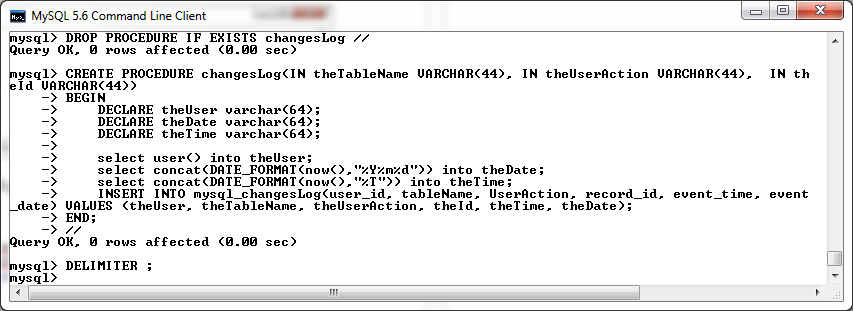 MySQL 5.6 Command Line Client
mysql> DROP PROCEDURE IF EXISTS changesLog //
Query OK, 0 rows affected (0.00 sec)
mysql> CREATE PROCEDURE changesLog(IN theTableName VARCHAR(44), IN theUserAction VARCHAR(44),  IN th
eId VARCHAR(44))
    -> BEGIN
    ->     DECLARE theUser varchar(64);
    ->     DECLARE theDate varchar(64);
    ->     DECLARE theTime varchar(64);
    ->
    ->     select user() into theUser;
    ->     select concat(DATE_FORMAT(now(),"%Y%m%d")) into theDate;
    ->     select concat(DATE_FORMAT(now(),"%T")) into theTime;
    ->     INSERT INTO mysql_changesLog(user_id, tableName, UserAction, record_id, event_time, event
_date) VALUES (theUser, theTableName, theUserAction, theId, theTime, theDate);
    -> END;
    -> //
Query OK, 0 rows affected (0.00 sec)
mysql> DELIMITER ;
mysql>